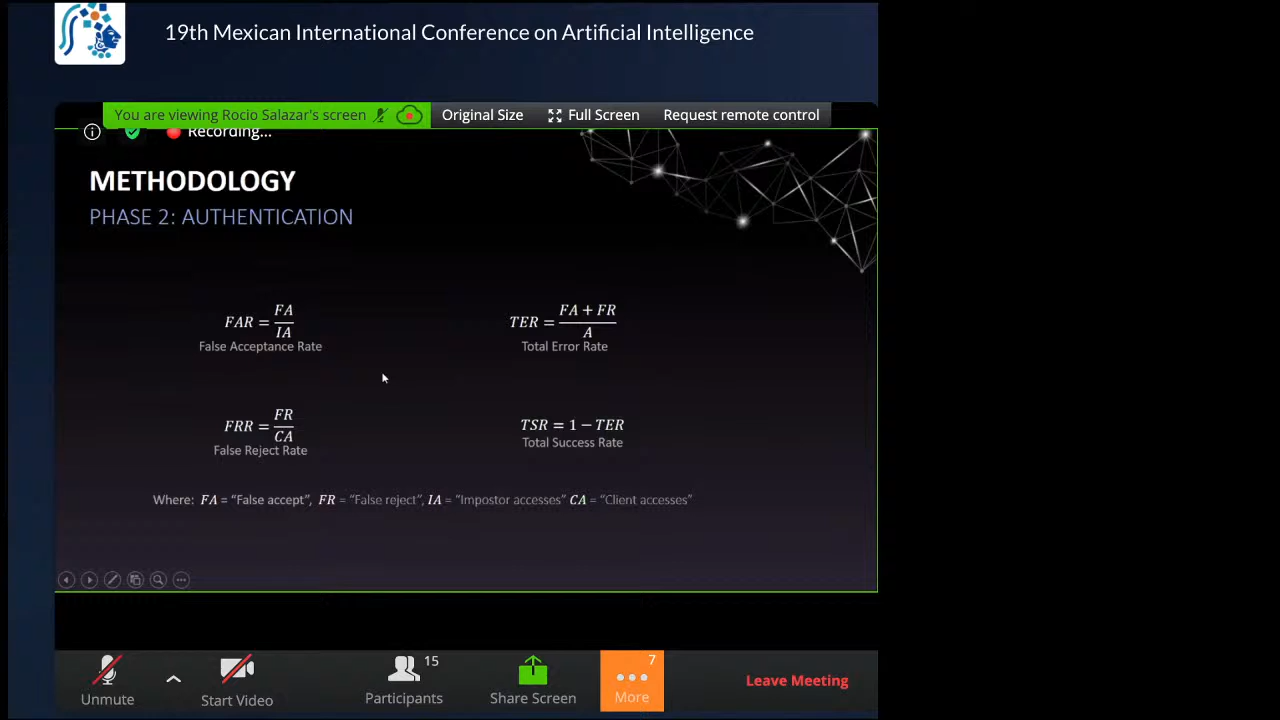 19th Mexican International Conference on Artificial Intelligence
You are viewing Rocio Salazar's screen
Original Size
Full Screen
Request remote control
Recording...
METHODOLOGY
PHASE 2: AUTHENTICATION
FAR = FA / IA
False Acceptance Rate
TER = FA + FR / A
Total Error Rate
FRR = FR / CA
False Reject Rate
TSR = 1 − TER
Total Success Rate
Where: FA = “False accept”, FR = “False reject”, IA = “Impostor accesses” CA = “Client accesses”
15
7
Unmute
Start Video
Participants
Share Screen
More
Leave Meeting